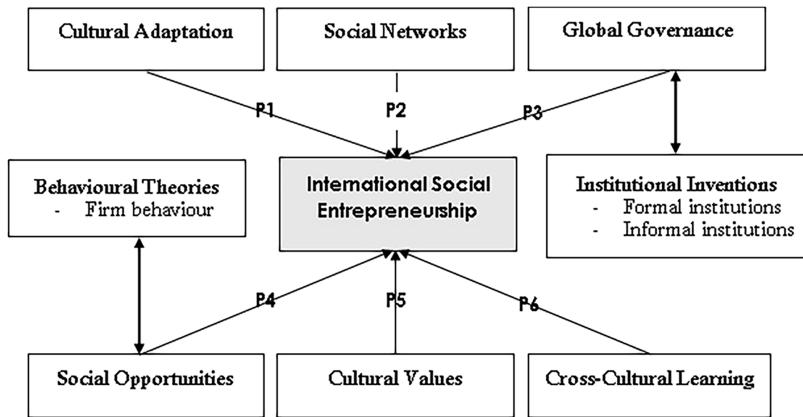 Cultural Adaptation
Social Networks
Global Governance
P1
P2
P3
Behavioural Theories
- Firm behaviour
International Social
Entrepreneurship
Institutional Inventions
- Formal institutions
- Informal institutions
P4
P5
P6
Social Opportunities
Cultural Values
Cross-Cultural Learning